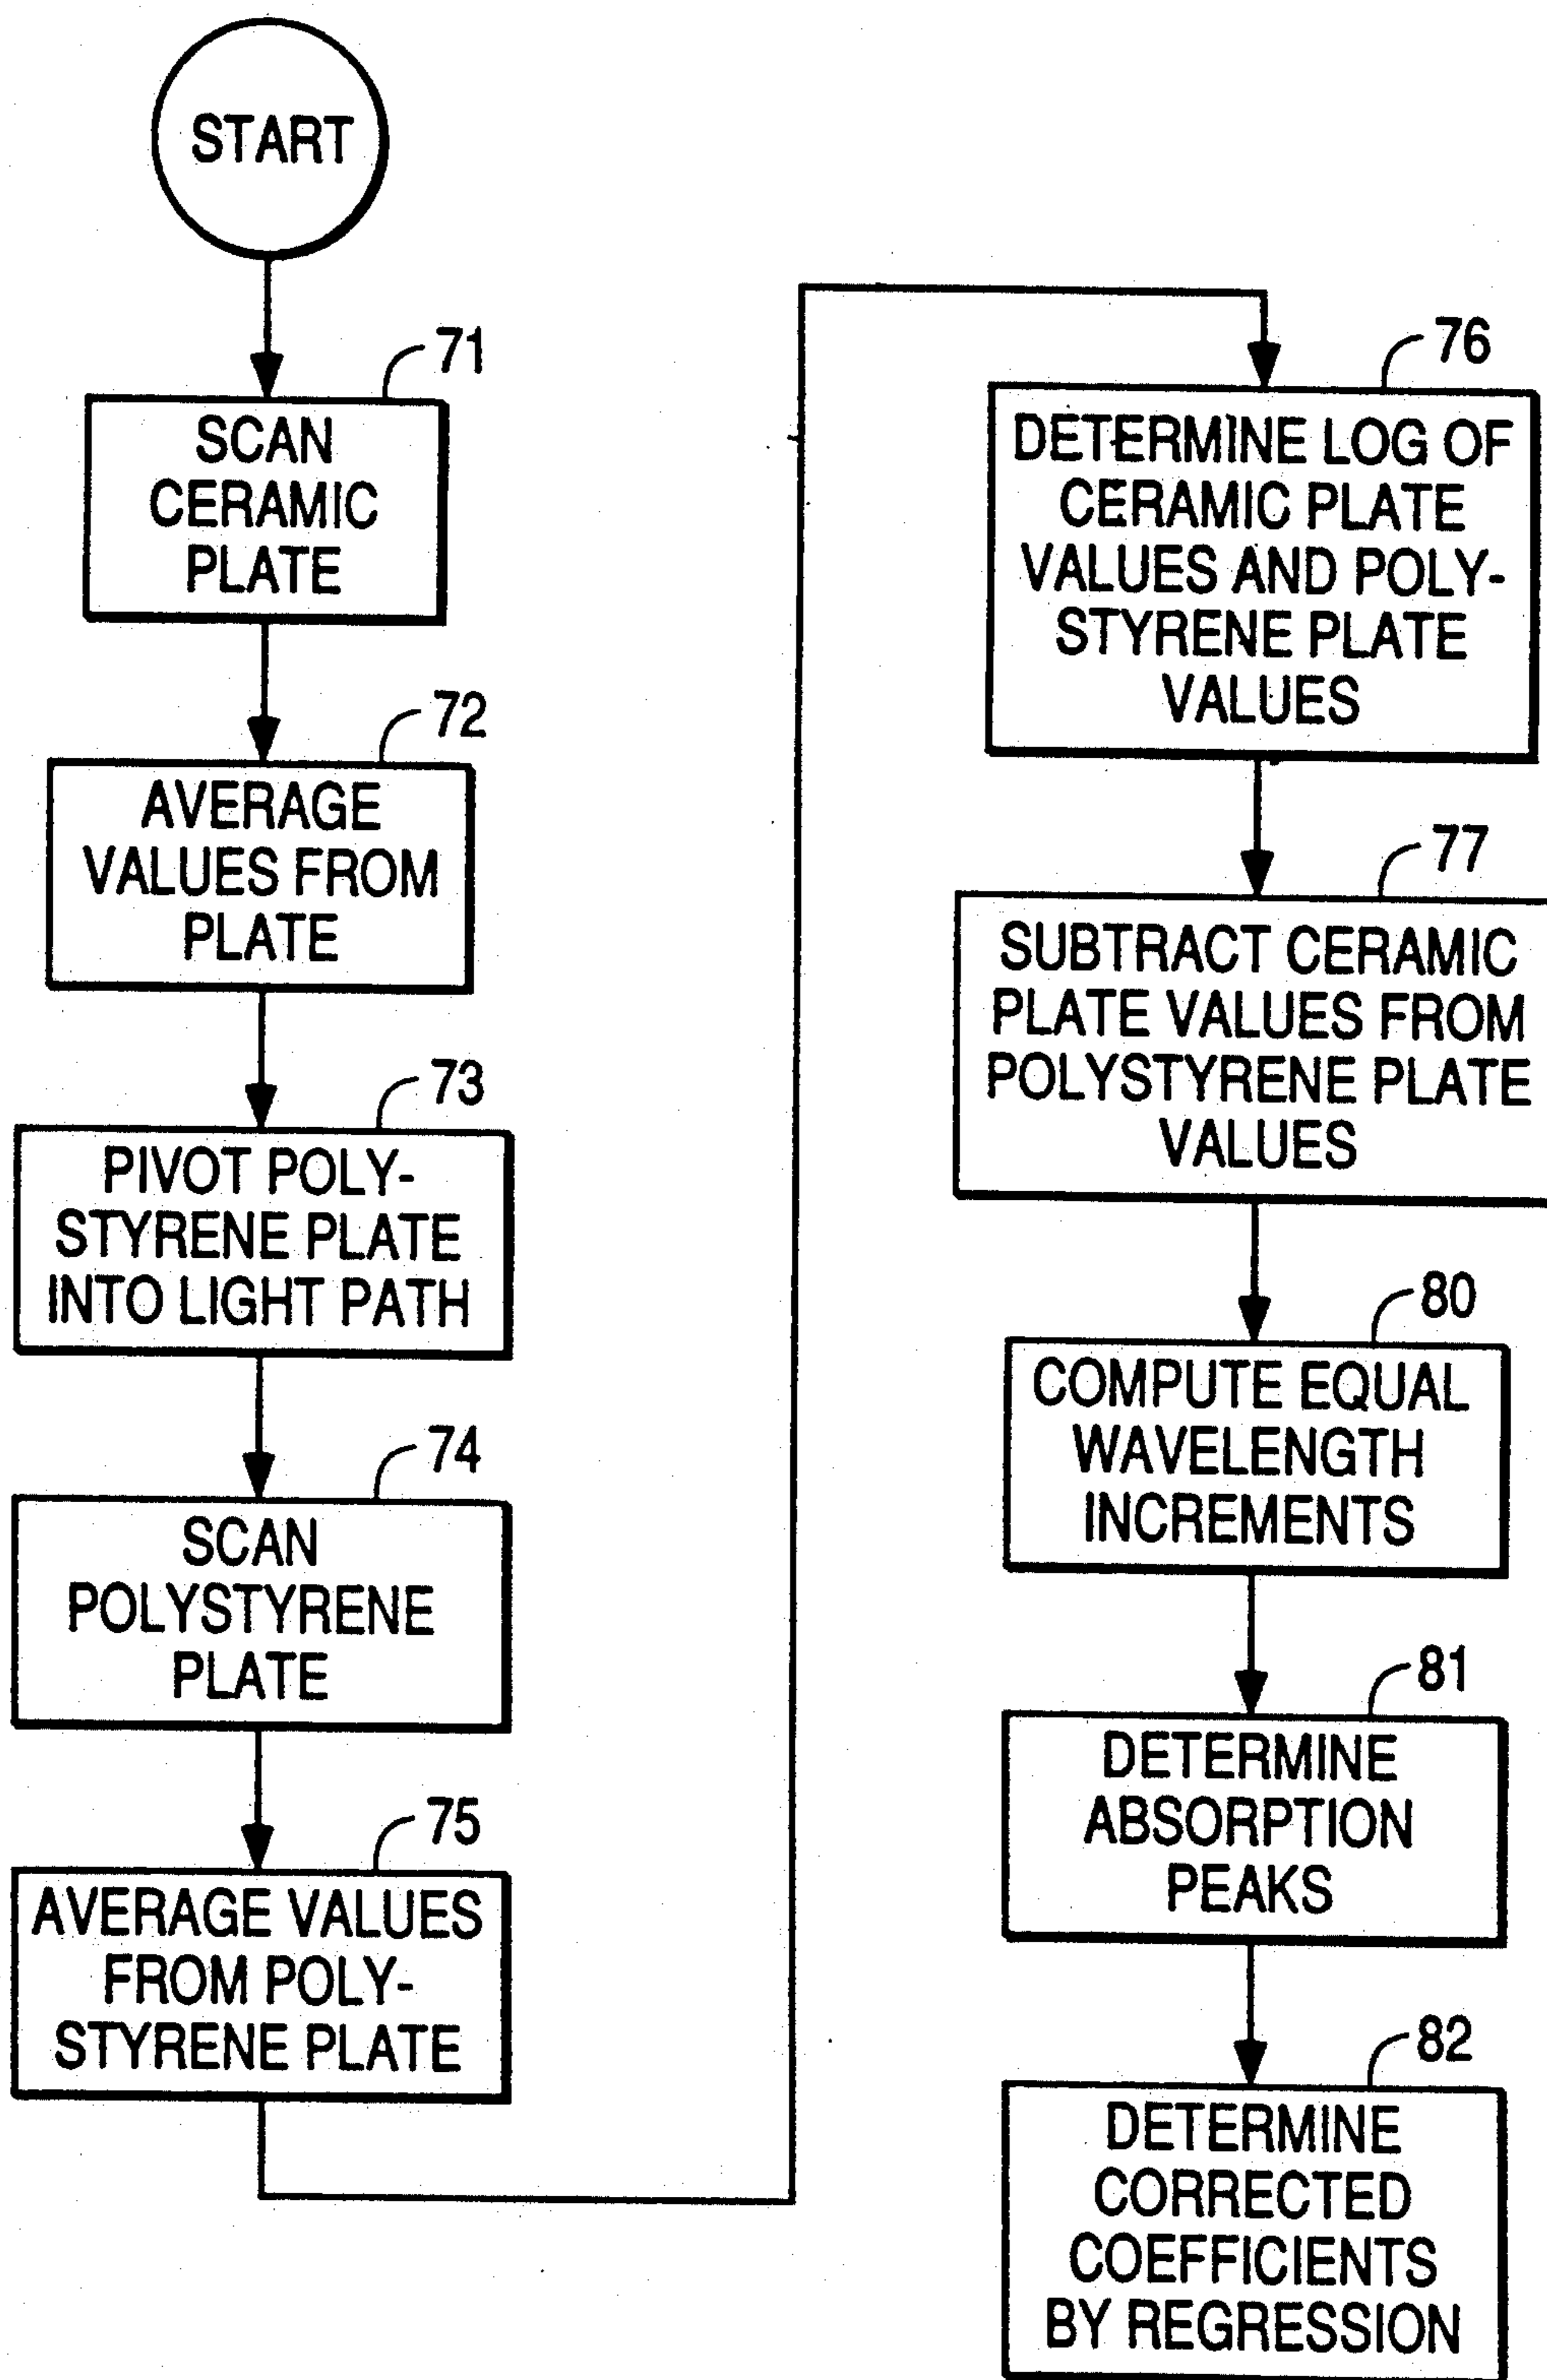 START
71
SCAN
CERAMIC
PLATE
72
AVERAGE
VALUES FROM
PLATE
73
PIVOT POLY-
STYRENE PLATE
INTO LIGHT PATH
74
SCAN
POLYSTYRENE
PLATE
75
AVERAGE VALUES
FROM POLY-
STYRENE PLATE
76
DETERMINE LOG OF
CERAMIC PLATE
VALUES AND POLY-
STYRENE PLATE
VALUES
77
SUBTRACT CERAMIC
PLATE VALUES FROM
POLYSTYRENE PLATE
VALUES
80
COMPUTE EQUAL
WAVELENGTH
INCREMENTS
81
DETERMINE
ABSORPTION
PEAKS
82
DETERMINE
CORRECTED
COEFFICIENTS
BY REGRESSION